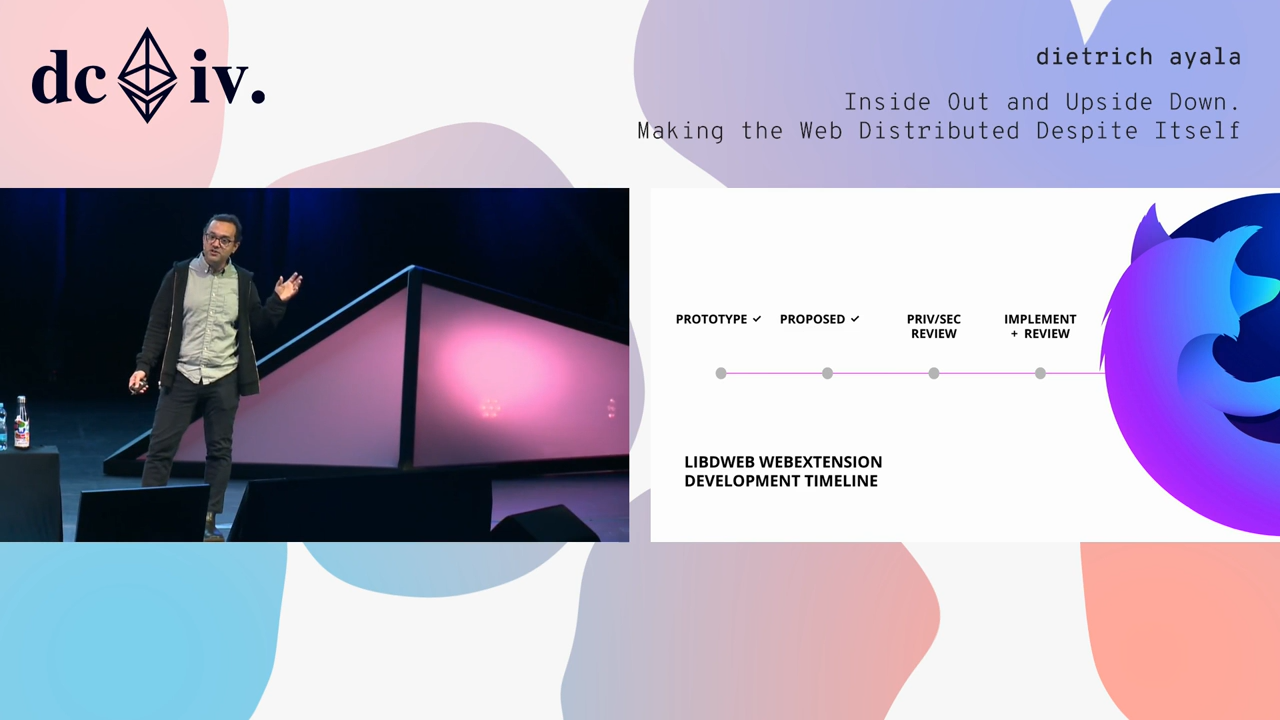 dc iv.
dietrich ayala
Inside Out and Upside Down.
Making the Web Distributed Despite Itself
PROTOTYPE ✓ PROPOSED ✓ PRIV/SEC REVIEW IMPLEMENT + REVIEW
LIBDWEB WEBEXTENSION
DEVELOPMENT TIMELINE